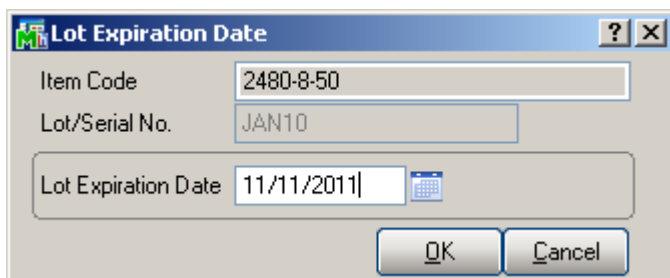 Lot Expiration Date
Item Code 2480-8-50
Lot/Serial No. JAN10
Lot Expiration Date 11/11/2011
OK Cancel